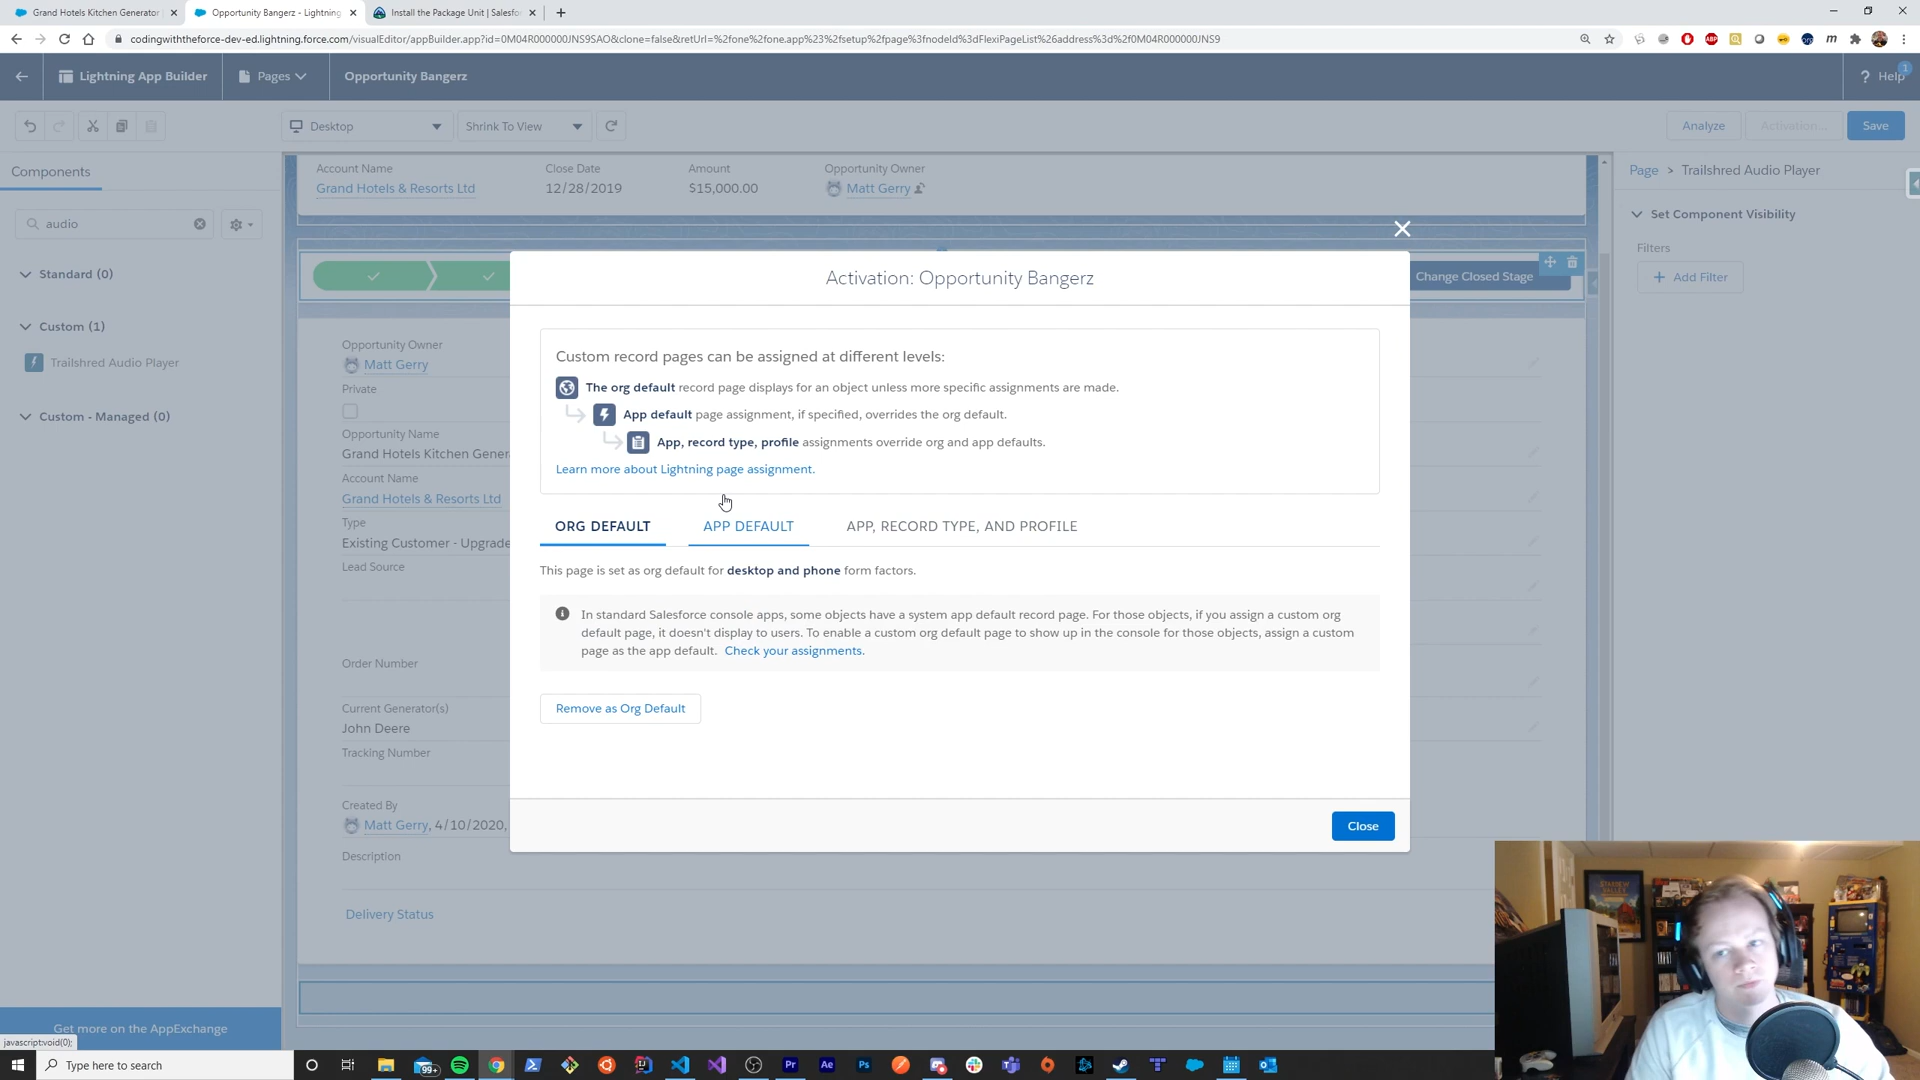 Grand Hotels Kitchen Generator
Opportunity Bangerz - Lightning
Install the Package Unit | Salesfor
codingwiththeforce-dev-ed.lightning.force.com/visualEditor/appBuilder.app?id=0M04R000000JNS9SAO&clone=false&retUrl=%2fone%2fone.app%23%2fsetup%2fpage%3fnodeId%3dFlexiPageList%26address%3d%2f0M04R000000JNS9
Lightning App Builder
Pages
Opportunity Bangerz
? Help
1
Desktop
Shrink To View
Analyze
Activation...
Save
Components
audio
Standard (0)
Custom (1)
Trailshred Audio Player
Custom - Managed (0)
Get more on the AppExchange
javascript:void(0);
Account Name
Grand Hotels & Resorts Ltd
Close Date
12/28/2019
Amount
$15,000.00
Opportunity Owner
Matt Gerry
Change Closed Stage
Opportunity Owner
Matt Gerry
Private
Opportunity Name
Grand Hotels Kitchen Gener
Account Name
Grand Hotels & Resorts Ltd
Type
Existing Customer - Upgrade
Lead Source
Order Number
Current Generator(s)
John Deere
Tracking Number
Created By
Matt Gerry, 4/10/2020,
Description
Delivery Status
Page > Trailshred Audio Player
Set Component Visibility
Filters
+ Add Filter
Activation: Opportunity Bangerz
Custom record pages can be assigned at different levels:
The org default record page displays for an object unless more specific assignments are made.
App default page assignment, if specified, overrides the org default.
App, record type, profile assignments override org and app defaults.
Learn more about Lightning page assignment.
ORG DEFAULT
APP DEFAULT
APP, RECORD TYPE, AND PROFILE
This page is set as org default for desktop and phone form factors.
In standard Salesforce console apps, some objects have a system app default record page. For those objects, if you assign a custom org
default page, it doesn't display to users. To enable a custom org default page to show up in the console for those objects, assign a custom
page as the app default. Check your assignments.
Remove as Org Default
Close
Type here to search
99+